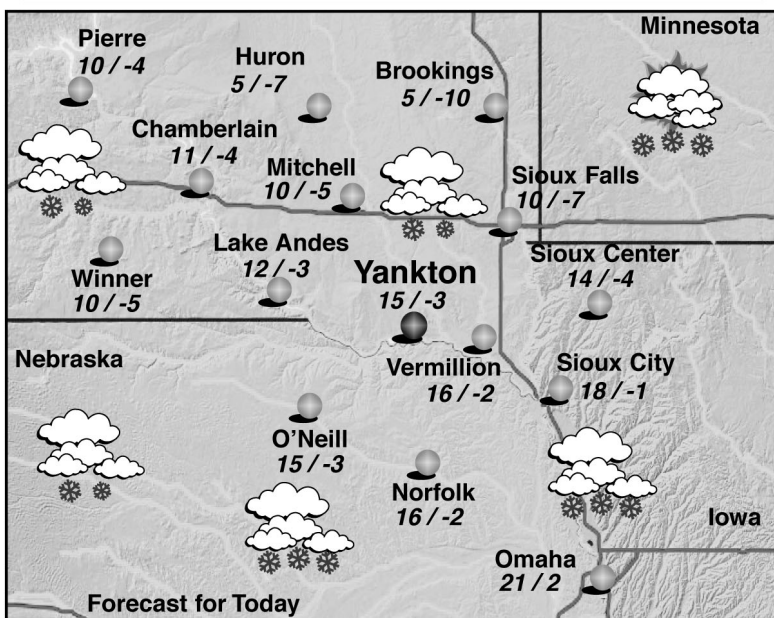 Minnesota
Pierre
10 / -4
Huron
5 / -7
Brookings
5 / -10
Chamberlain
11 / -4
Mitchell
10 / -5
Sioux Falls
10 / -7
Winner
10 / -5
Lake Andes
12 / -3
Yankton
15 / -3
Sioux Center
14 / -4
Nebraska
Vermillion
16 / -2
Sioux City
18 / -1
O'Neill
15 / -3
Norfolk
16 / -2
Iowa
Omaha
21 / 2
Forecast for Today